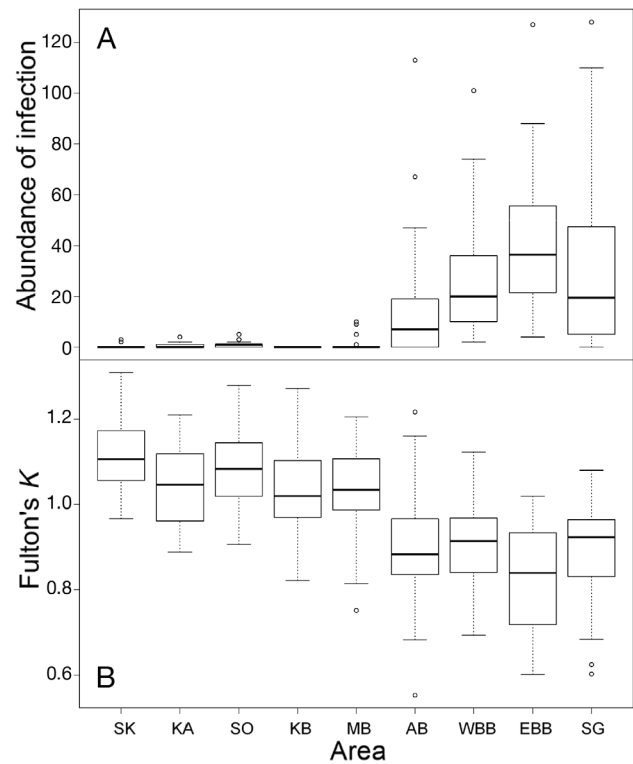 A
Abundance of infection
120
100
80
60
40
20
0
B
Fulton's K
1.2
1.0
0.8
0.6
SK KA SO KB MB AB WBB EBB SG
Area